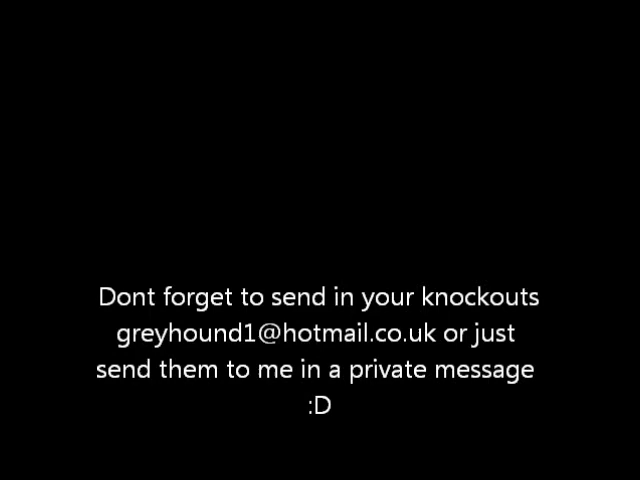 Dont forget to send in your knockouts
greyhound1@hotmail.co.uk or just
send them to me in a private message
:D